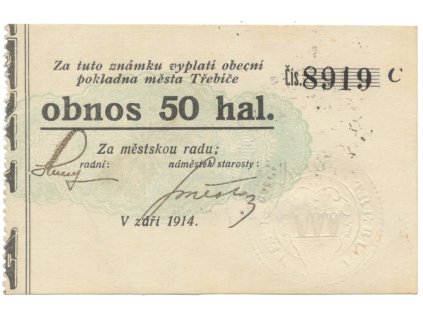 Za tuto známku vyplatí obecní
pokladna města Třebíče
Čís. 8919 C
obnos 50 hal.
Za městskou radu;
radní: náměstek starosty:
V září 1914.